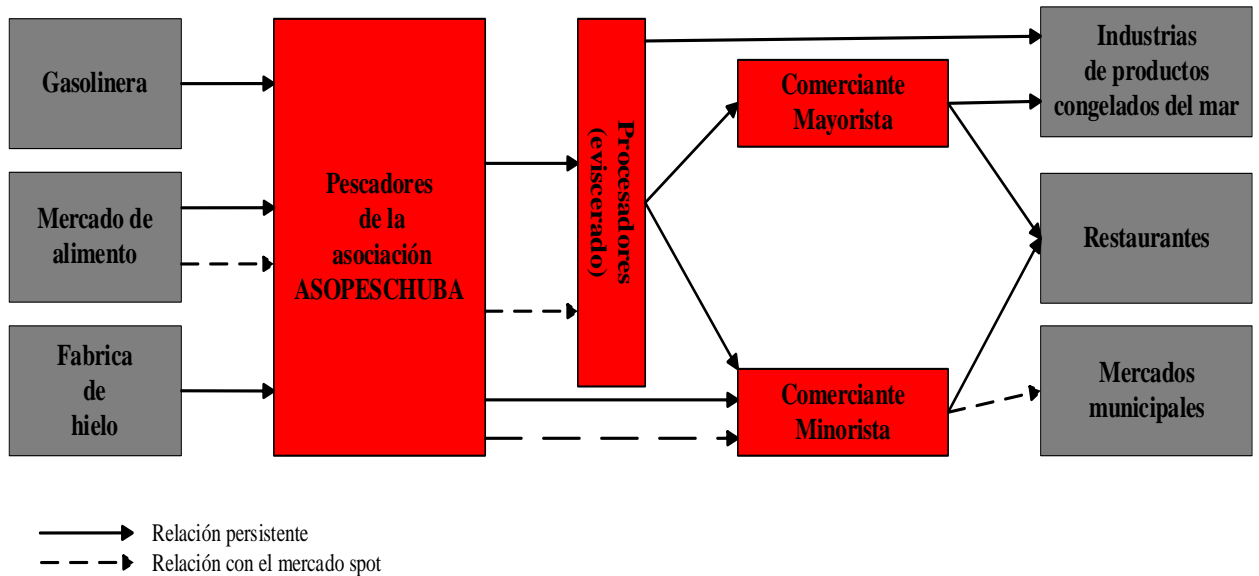 Gasolinera
Mercado de
alimento
Fabrica
de
hielo
Pescadores
de la
asociación
ASOPESCHUBA
Procesadores
(eviscerado)
Comerciante
Mayorista
Comerciante
Minorista
Industrias
de productos
congelados del mar
Restaurantes
Mercados
municipales
Relación persistente
Relación con el mercado spot